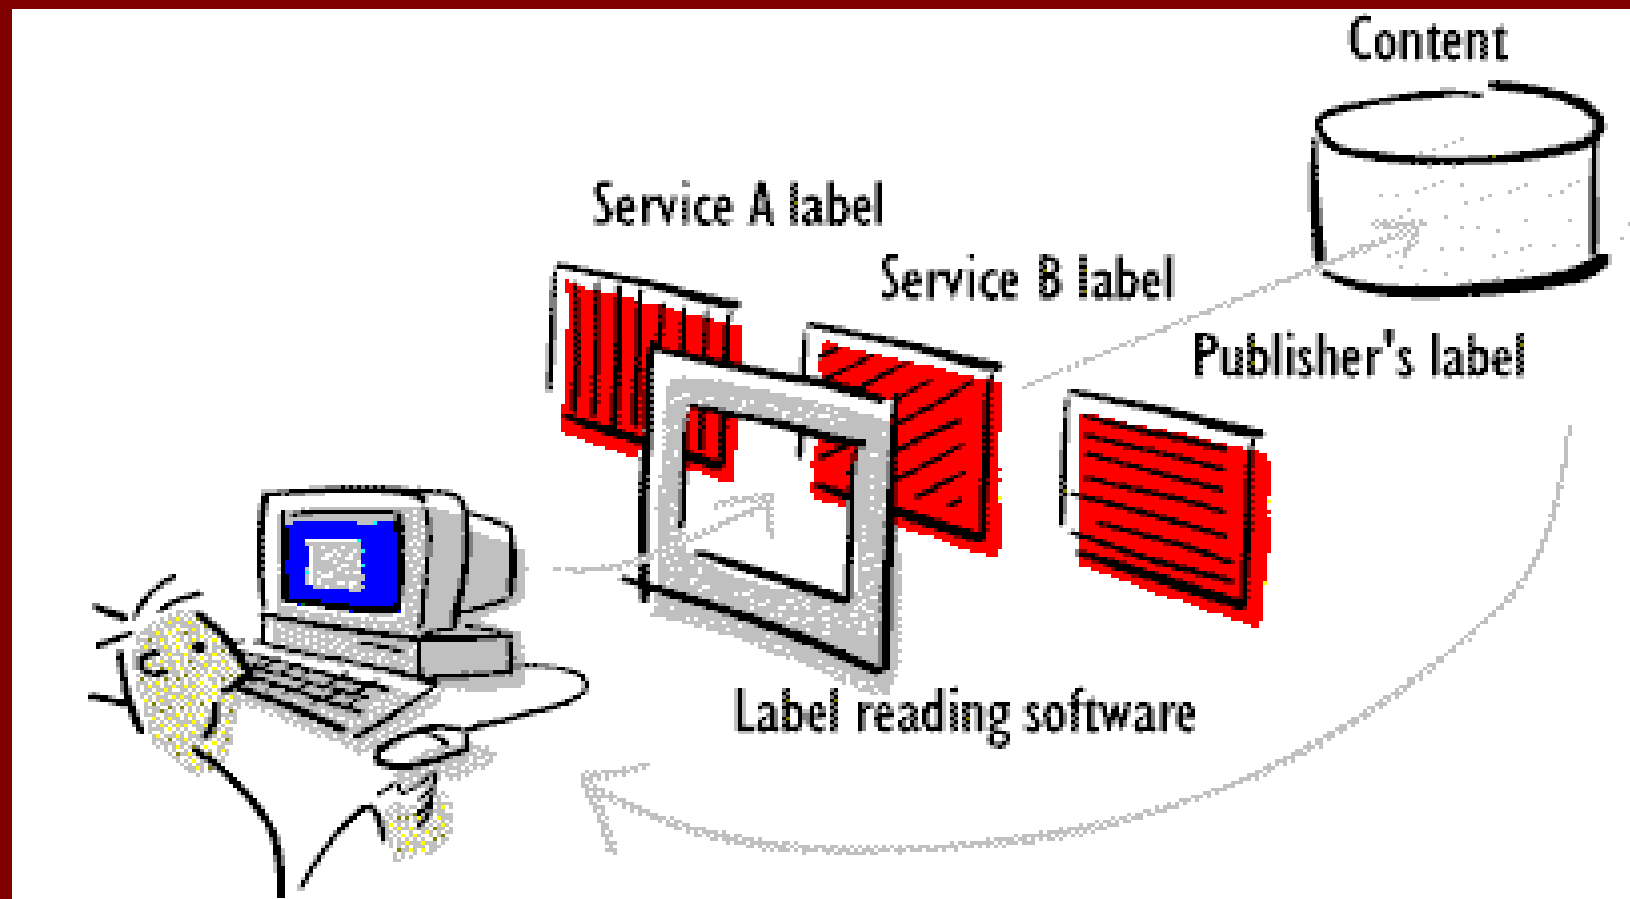 Content
Service A label
Service B label
Publisher's label
Label reading software